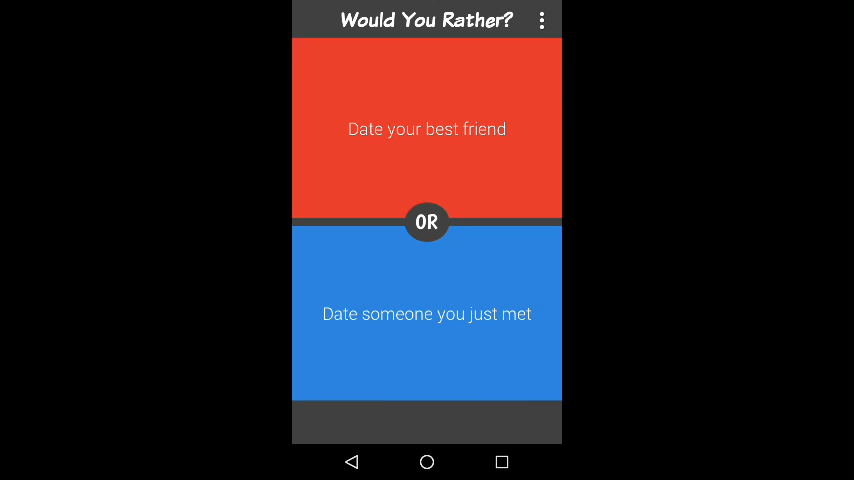 Would You Rather?
Date your best friend
OR
Date someone you just met